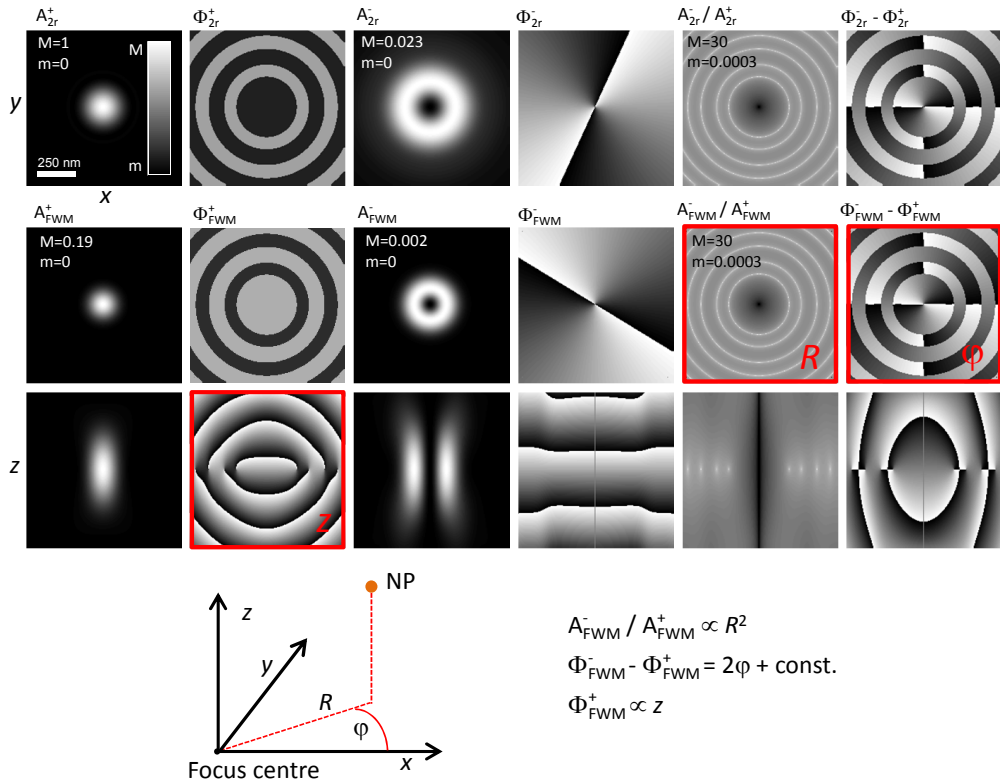 A⁺₂ᵣ Φ⁺₂ᵣ A⁻₂ᵣ Φ⁻₂ᵣ A⁻₂ᵣ / A⁺₂ᵣ Φ⁻₂ᵣ - Φ⁺₂ᵣ
M=1 M M=0.023 M=30
m=0 m=0 m=0.0003
y
250 nm m
x
A⁺FWM Φ⁺FWM A⁻FWM Φ⁻FWM A⁻FWM / A⁺FWM Φ⁻FWM - Φ⁺FWM
M=0.19 M=0.002 M=30
m=0 m=0 m=0.0003
R φ
z
z
NP
z
y
R
φ
x
Focus centre
A⁻FWM / A⁺FWM ∝ R²
Φ⁻FWM - Φ⁺FWM = 2φ + const.
Φ⁺FWM ∝ z